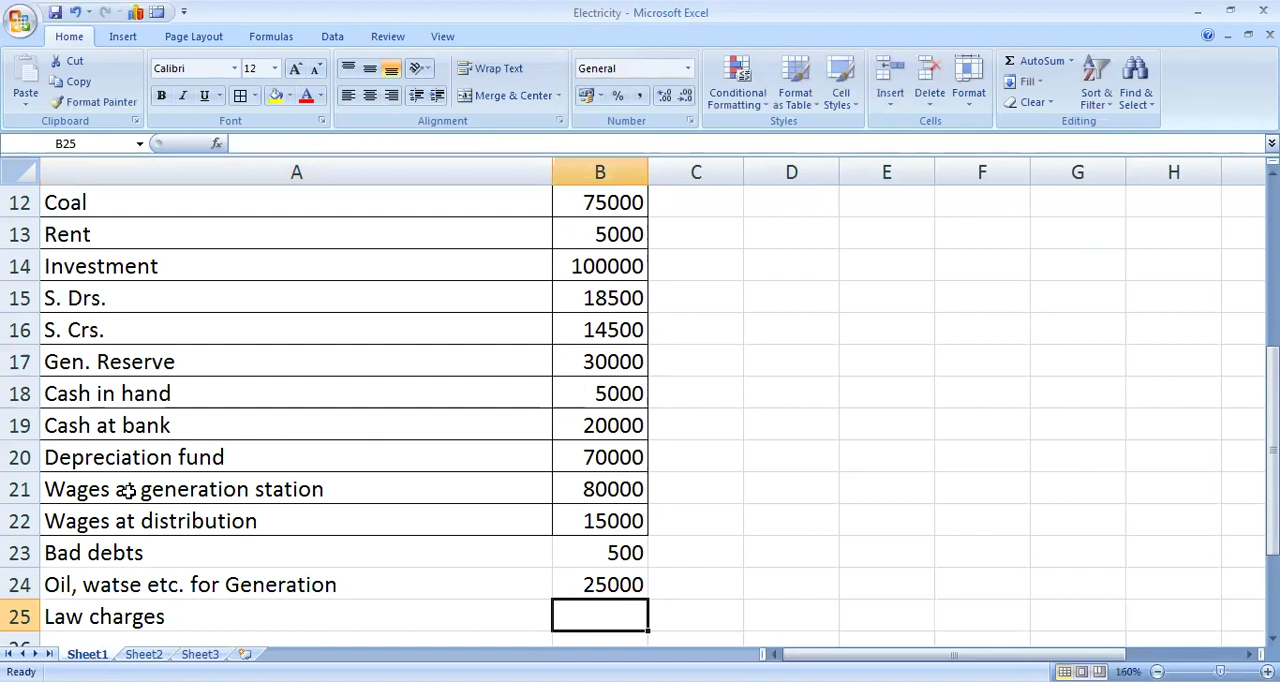 Electricity - Microsoft Excel
Home Insert Page Layout Formulas Data Review View
Paste Cut Copy Format Painter
Calibri 12
B I U A A A
Wrap Text
Merge & Center
General
% ,
Conditional Formatting Format as Table Cell Styles
Insert Delete Format
Σ AutoSum Fill Clear
Sort & Filter Find & Select
Clipboard Font Alignment Number Styles Cells Editing
B25 fx
A B C D E F G H
12 Coal 75000
13 Rent 5000
14 Investment 100000
15 S. Drs. 18500
16 S. Crs. 14500
17 Gen. Reserve 30000
18 Cash in hand 5000
19 Cash at bank 20000
20 Depreciation fund 70000
21 Wages at generation station 80000
22 Wages at distribution 15000
23 Bad debts 500
24 Oil, watse etc. for Generation 25000
25 Law charges
Sheet1 Sheet2 Sheet3
Ready 160%